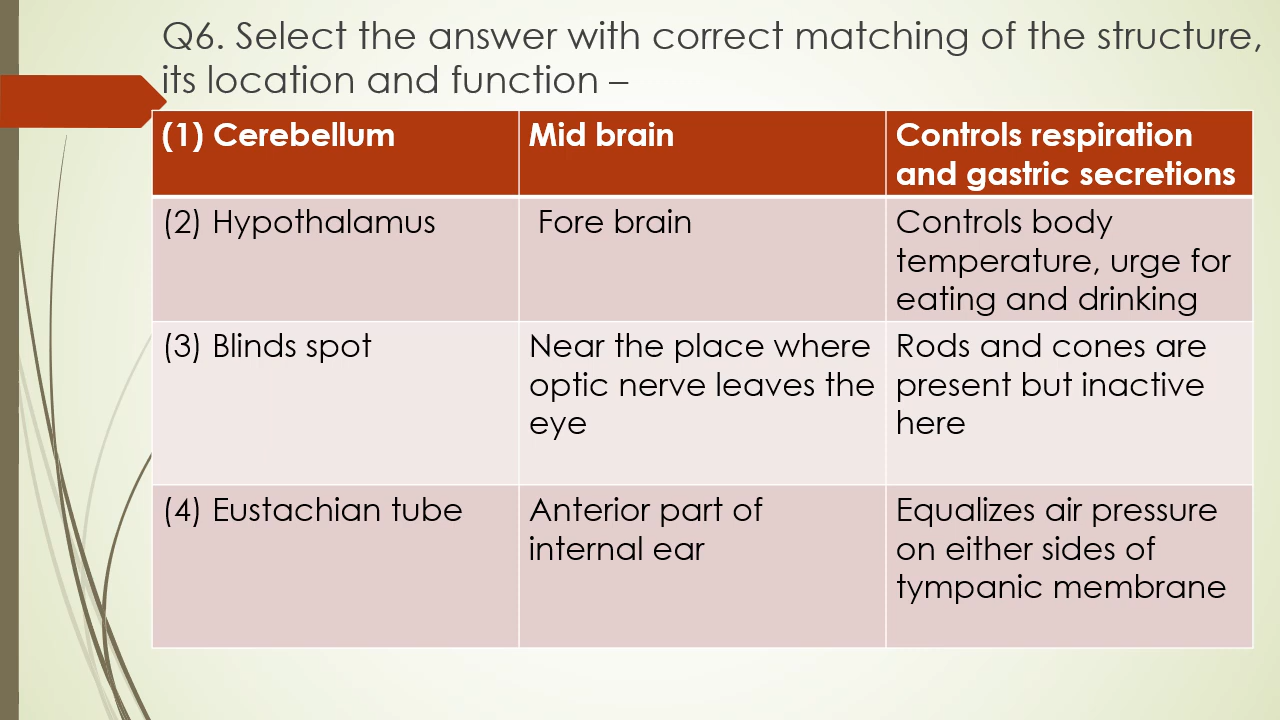 Q6. Select the answer with correct matching of the structure,
its location and function –
(1) Cerebellum
Mid brain
Controls respiration
and gastric secretions
(2) Hypothalamus
Fore brain
Controls body
temperature, urge for
eating and drinking
(3) Blinds spot
Near the place where
optic nerve leaves the
eye
Rods and cones are
present but inactive
here
(4) Eustachian tube
Anterior part of
internal ear
Equalizes air pressure
on either sides of
tympanic membrane